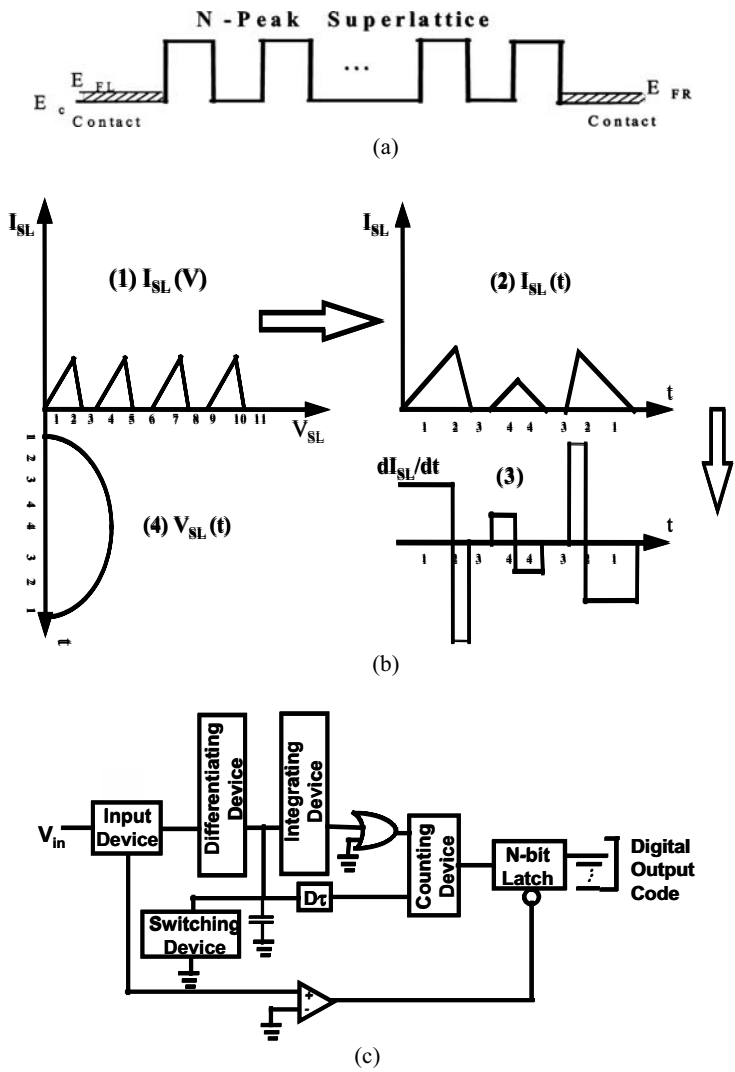 N-Peak Superlattice
...
E FL
E c
E FR
Contact
Contact
(a)
I SL
(1) I SL (V)
1 2 3 4 5 6 7 8 9 10 11
V SL
1 2 3 4 4 3 2 1
(4) V SL (t)
t
I SL
(2) I SL (t)
t
1 2 3 4 4 3 2 1
dI SL /dt
(3)
t
1 2 3 4 4 3 2 1
(b)
V in
Input
Device
Differentiating
Device
Integrating
Device
Counting
Device
N-bit
Latch
Digital
Output
Code
Dτ
Switching
Device
+
-
(c)